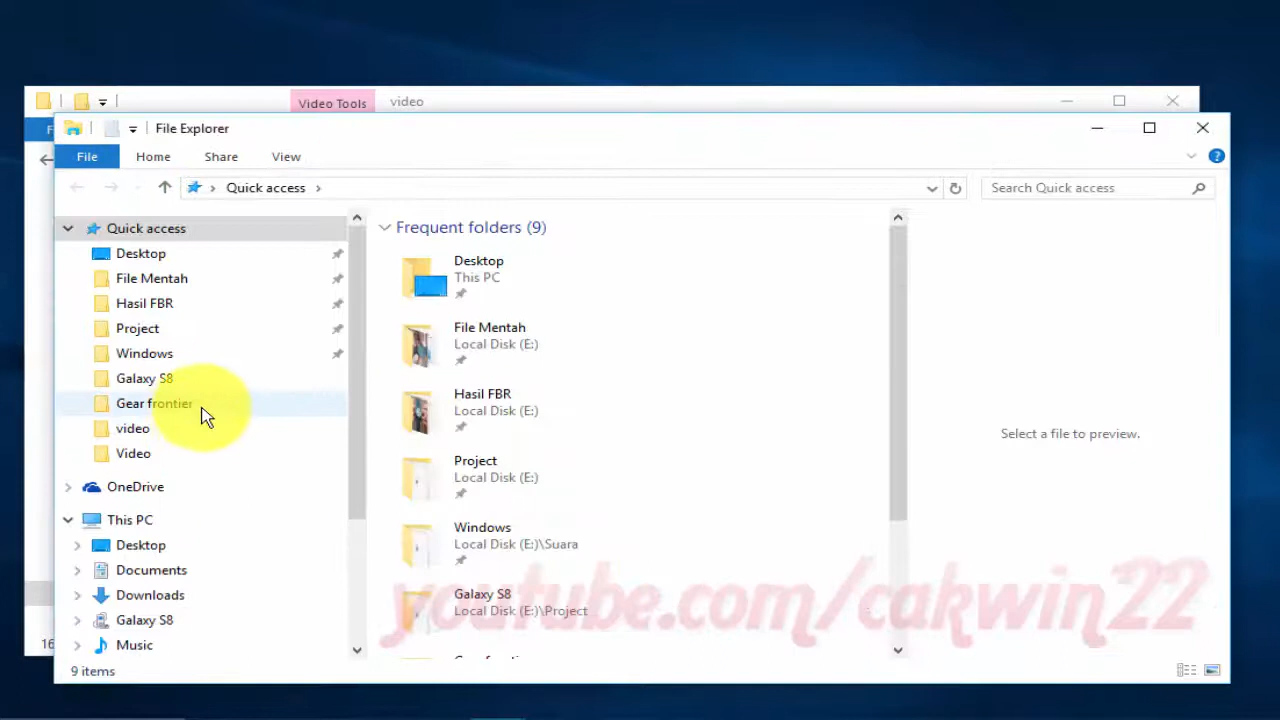 Video Tools
video
File Explorer
File
Home
Share
View
Quick access
Search Quick access
Quick access
Desktop
File Mentah
Hasil FBR
Project
Windows
Galaxy S8
Gear frontier
video
Video
OneDrive
This PC
Desktop
Documents
Downloads
Galaxy S8
Music
Frequent folders (9)
Desktop
This PC
File Mentah
Local Disk (E:)
Hasil FBR
Local Disk (E:)
Project
Local Disk (E:)
Windows
Local Disk (E:)\Suara
Galaxy S8
Local Disk (E:)\Project
Select a file to preview.
youtube.com/cakwin22
16
9 items